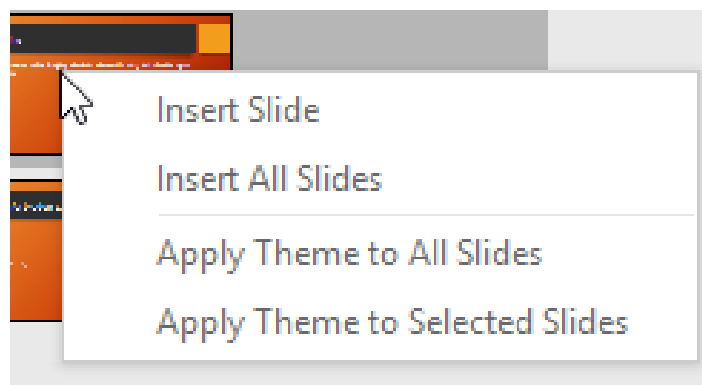 Insert Slide
Insert All Slides
Apply Theme to All Slides
Apply Theme to Selected Slides